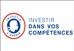 INVESTIR
DANS VOS
COMPÉTENCES